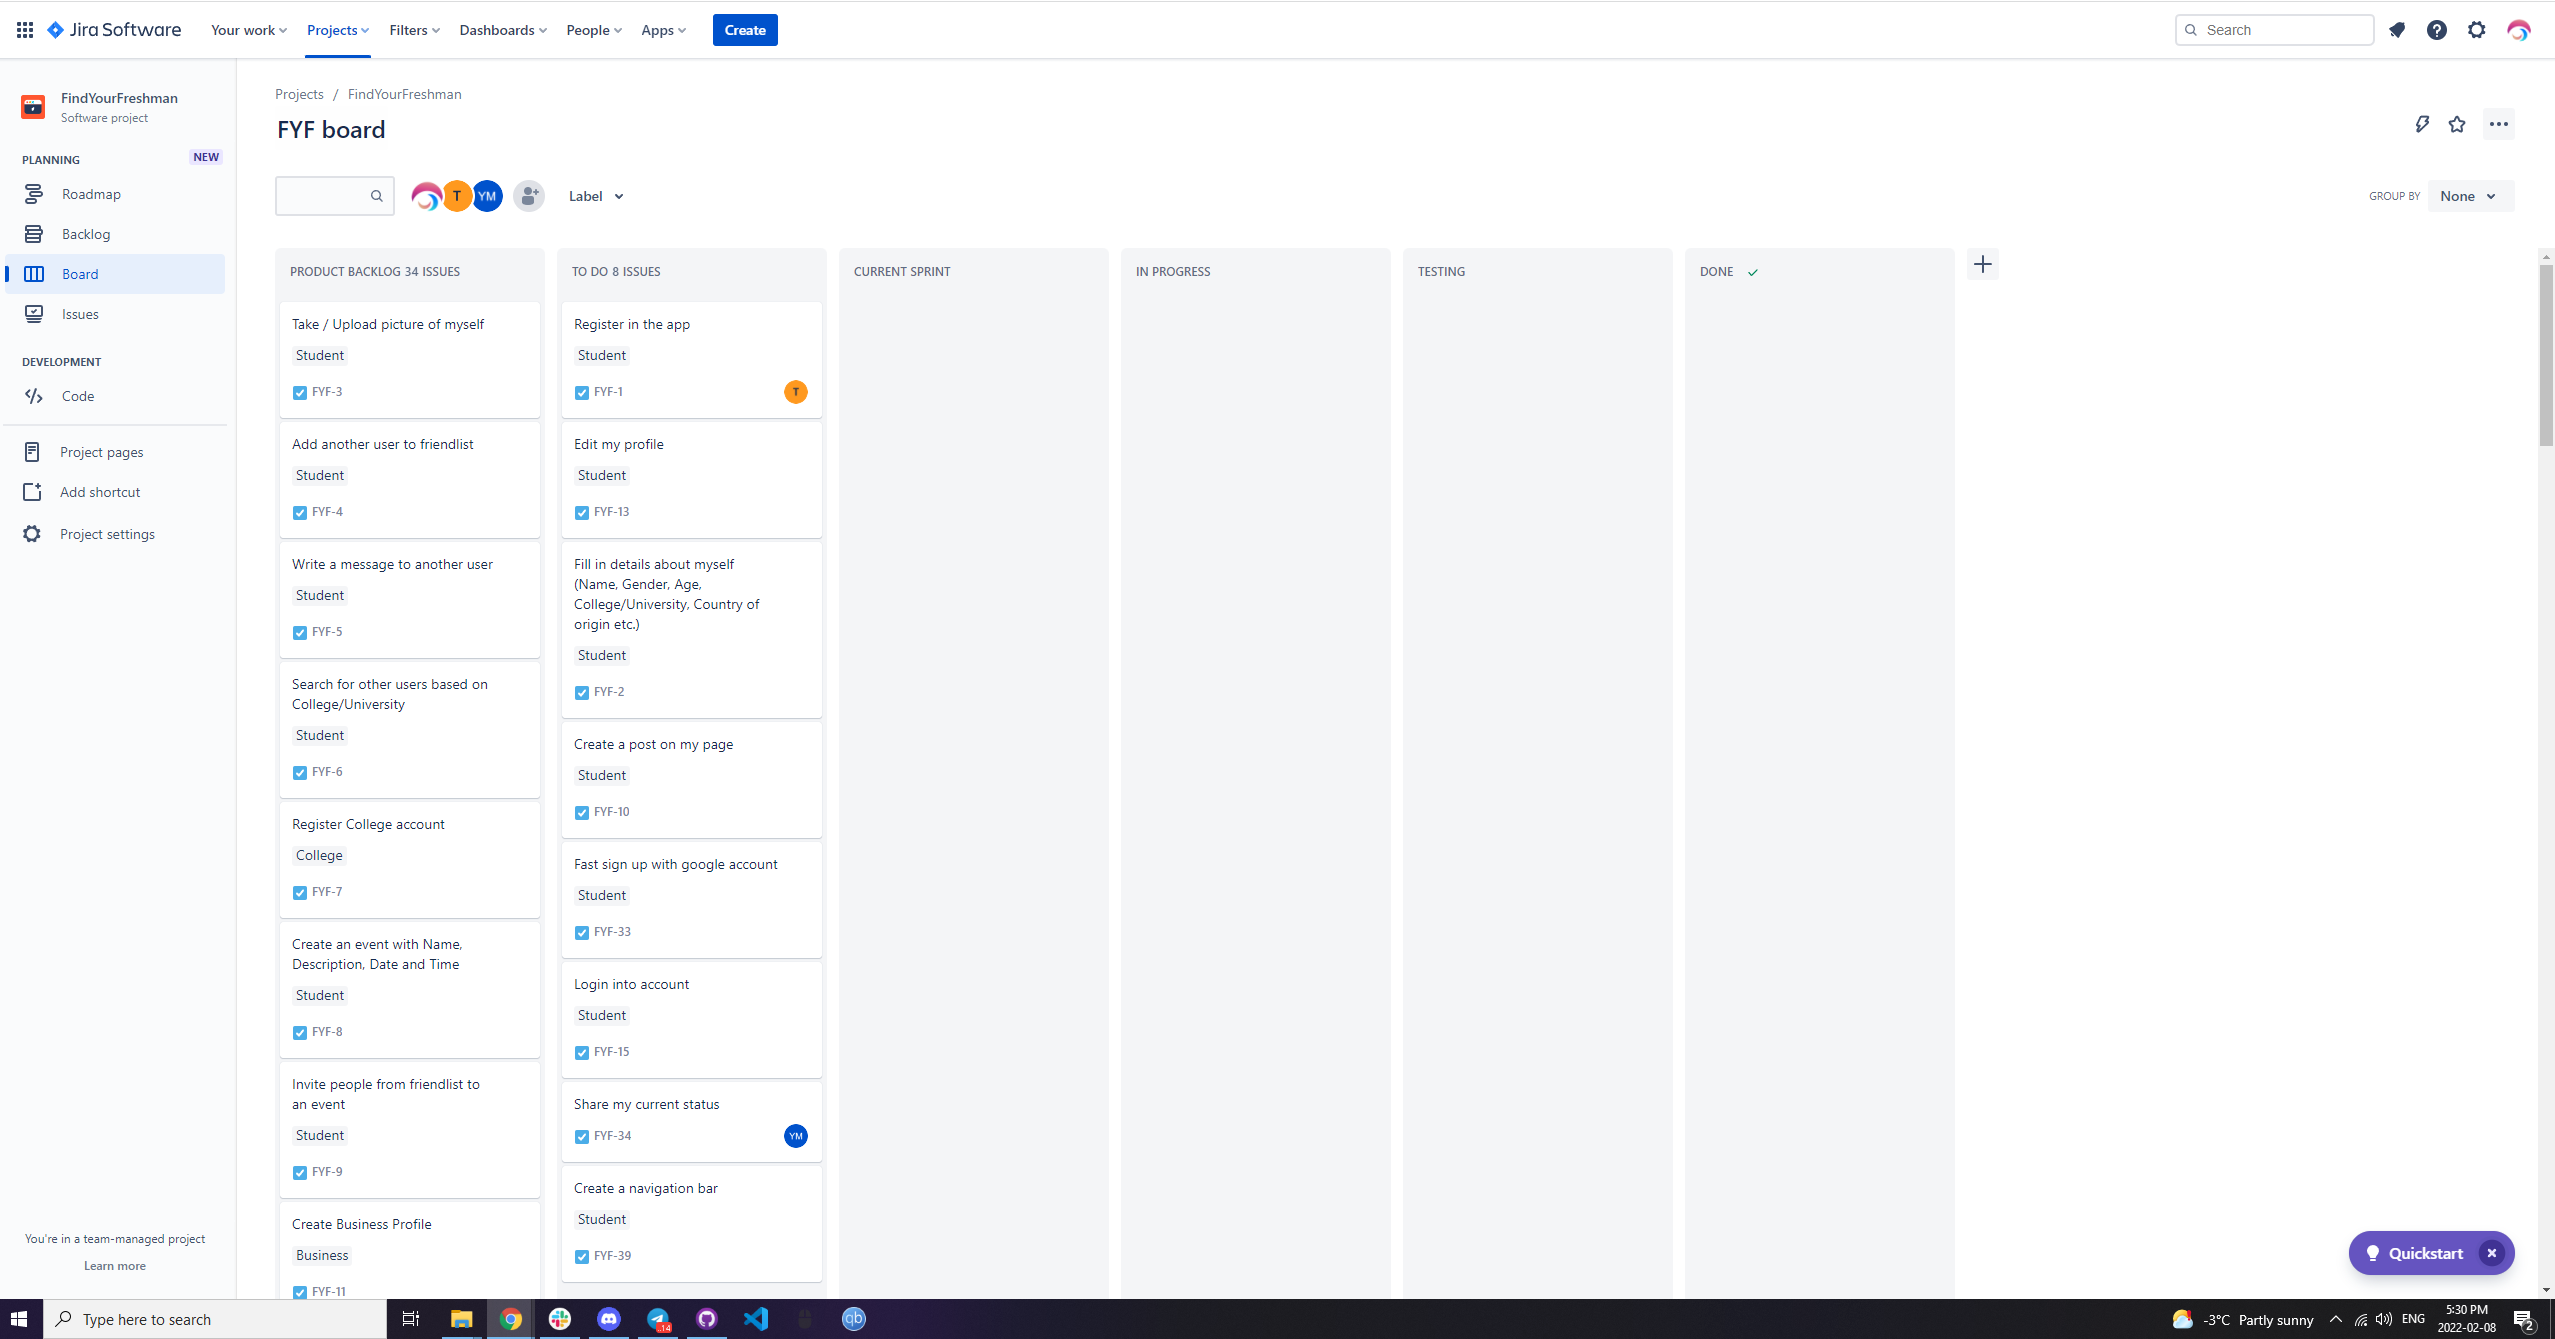 Jira Software Your work Projects Filters Dashboards People Apps Create Search
FindYourFreshman
Software project
PLANNING NEW
Roadmap
Backlog
Board
Issues
DEVELOPMENT
Code
Project pages
Add shortcut
Project settings
You're in a team-managed project
Learn more
Projects / FindYourFreshman
FYF board
T YM Label GROUP BY None
PRODUCT BACKLOG 34 ISSUES
Take / Upload picture of myself
Student
FYF-3
Add another user to friendlist
Student
FYF-4
Write a message to another user
Student
FYF-5
Search for other users based on
College/University
Student
FYF-6
Register College account
College
FYF-7
Create an event with Name,
Description, Date and Time
Student
FYF-8
Invite people from friendlist to
an event
Student
FYF-9
Create Business Profile
Business
FYF-11
TO DO 8 ISSUES
Register in the app
Student
FYF-1 T
Edit my profile
Student
FYF-13
Fill in details about myself
(Name, Gender, Age,
College/University, Country of
origin etc.)
Student
FYF-2
Create a post on my page
Student
FYF-10
Fast sign up with google account
Student
FYF-33
Login into account
Student
FYF-15
Share my current status
FYF-34 YM
Create a navigation bar
Student
FYF-39
CURRENT SPRINT
IN PROGRESS
TESTING
DONE
Quickstart
Type here to search
14
qb
-3°C Partly sunny
ENG
5:30 PM
2022-02-08
2